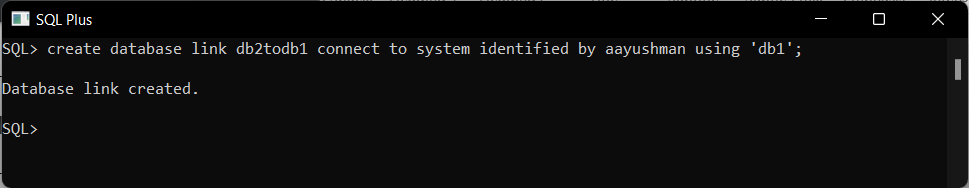 SQL Plus
SQL> create database link db2todb1 connect to system identified by aayushman using 'db1';
Database link created.
SQL>